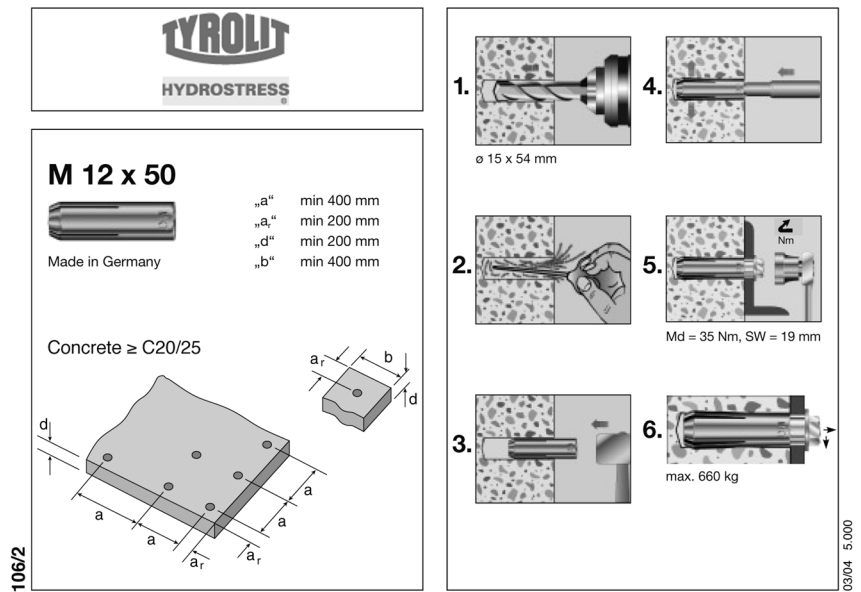 TYROLIT
HYDROSTRESS®
M 12 x 50
„a“ min 400 mm
„aᵣ“ min 200 mm
„d“ min 200 mm
„b“ min 400 mm
Made in Germany
Concrete ≥ C20/25
aᵣ
b
d
d
a
a
aᵣ
a
a
aᵣ
106/2
1.
ø 15 x 54 mm
2.
3.
4.
5.
Nm
Md = 35 Nm, SW = 19 mm
6.
max. 660 kg
03/04 5.000